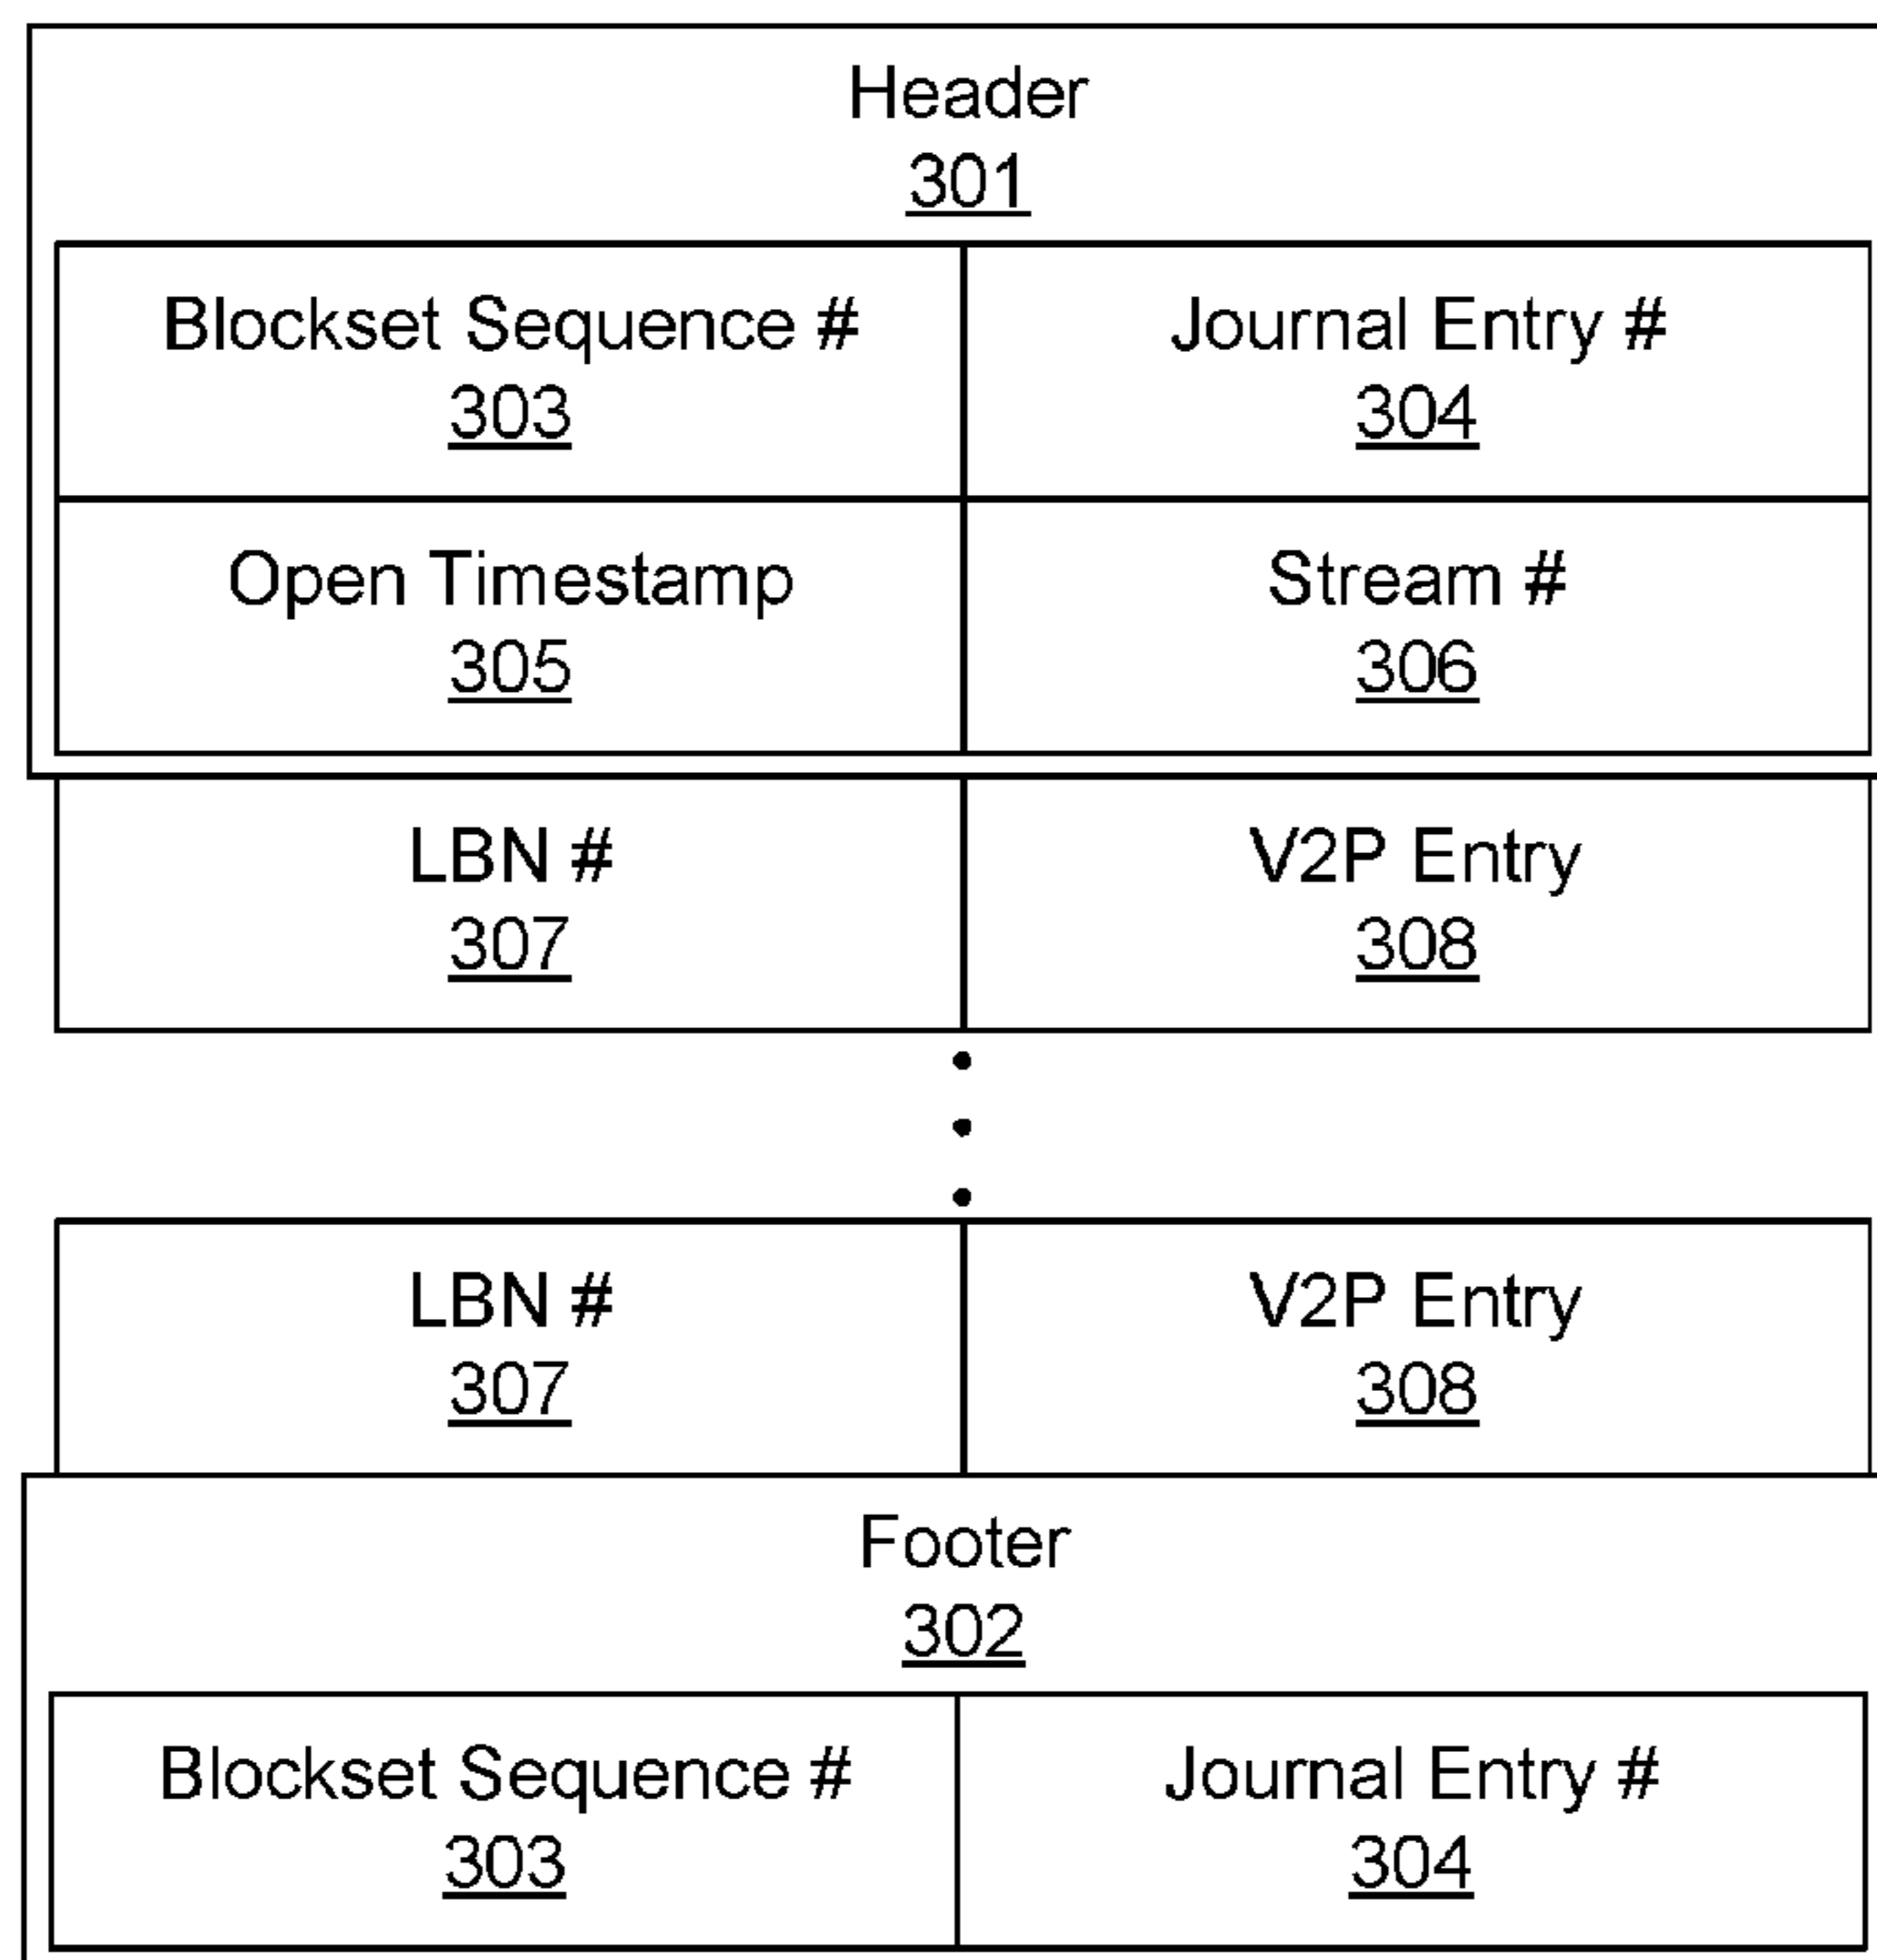 Header
301
Blockset Sequence #
303
Journal Entry #
304
Open Timestamp
305
Stream #
306
LBN #
307
V2P Entry
308
LBN #
307
V2P Entry
308
Footer
302
Blockset Sequence #
303
Journal Entry #
304